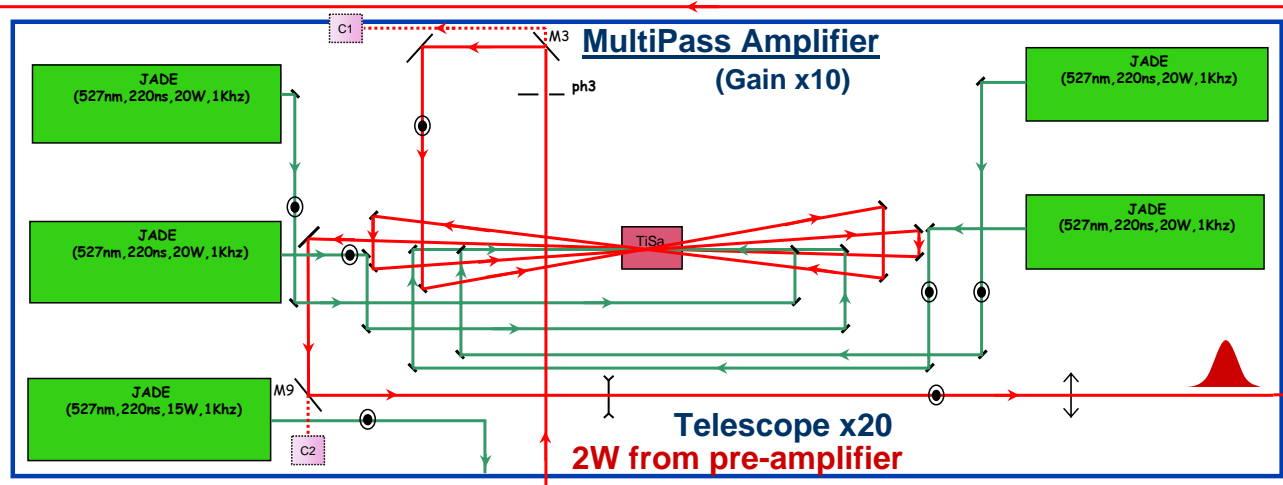 C1
M3
MultiPass Amplifier
(Gain x10)
ph3
JADE
(527nm,220ns,20W,1Khz)
JADE
(527nm,220ns,20W,1Khz)
JADE
(527nm,220ns,20W,1Khz)
TiSa
JADE
(527nm,220ns,20W,1Khz)
JADE
(527nm,220ns,15W,1Khz)
M9
C2
Telescope x20
2W from pre-amplifier